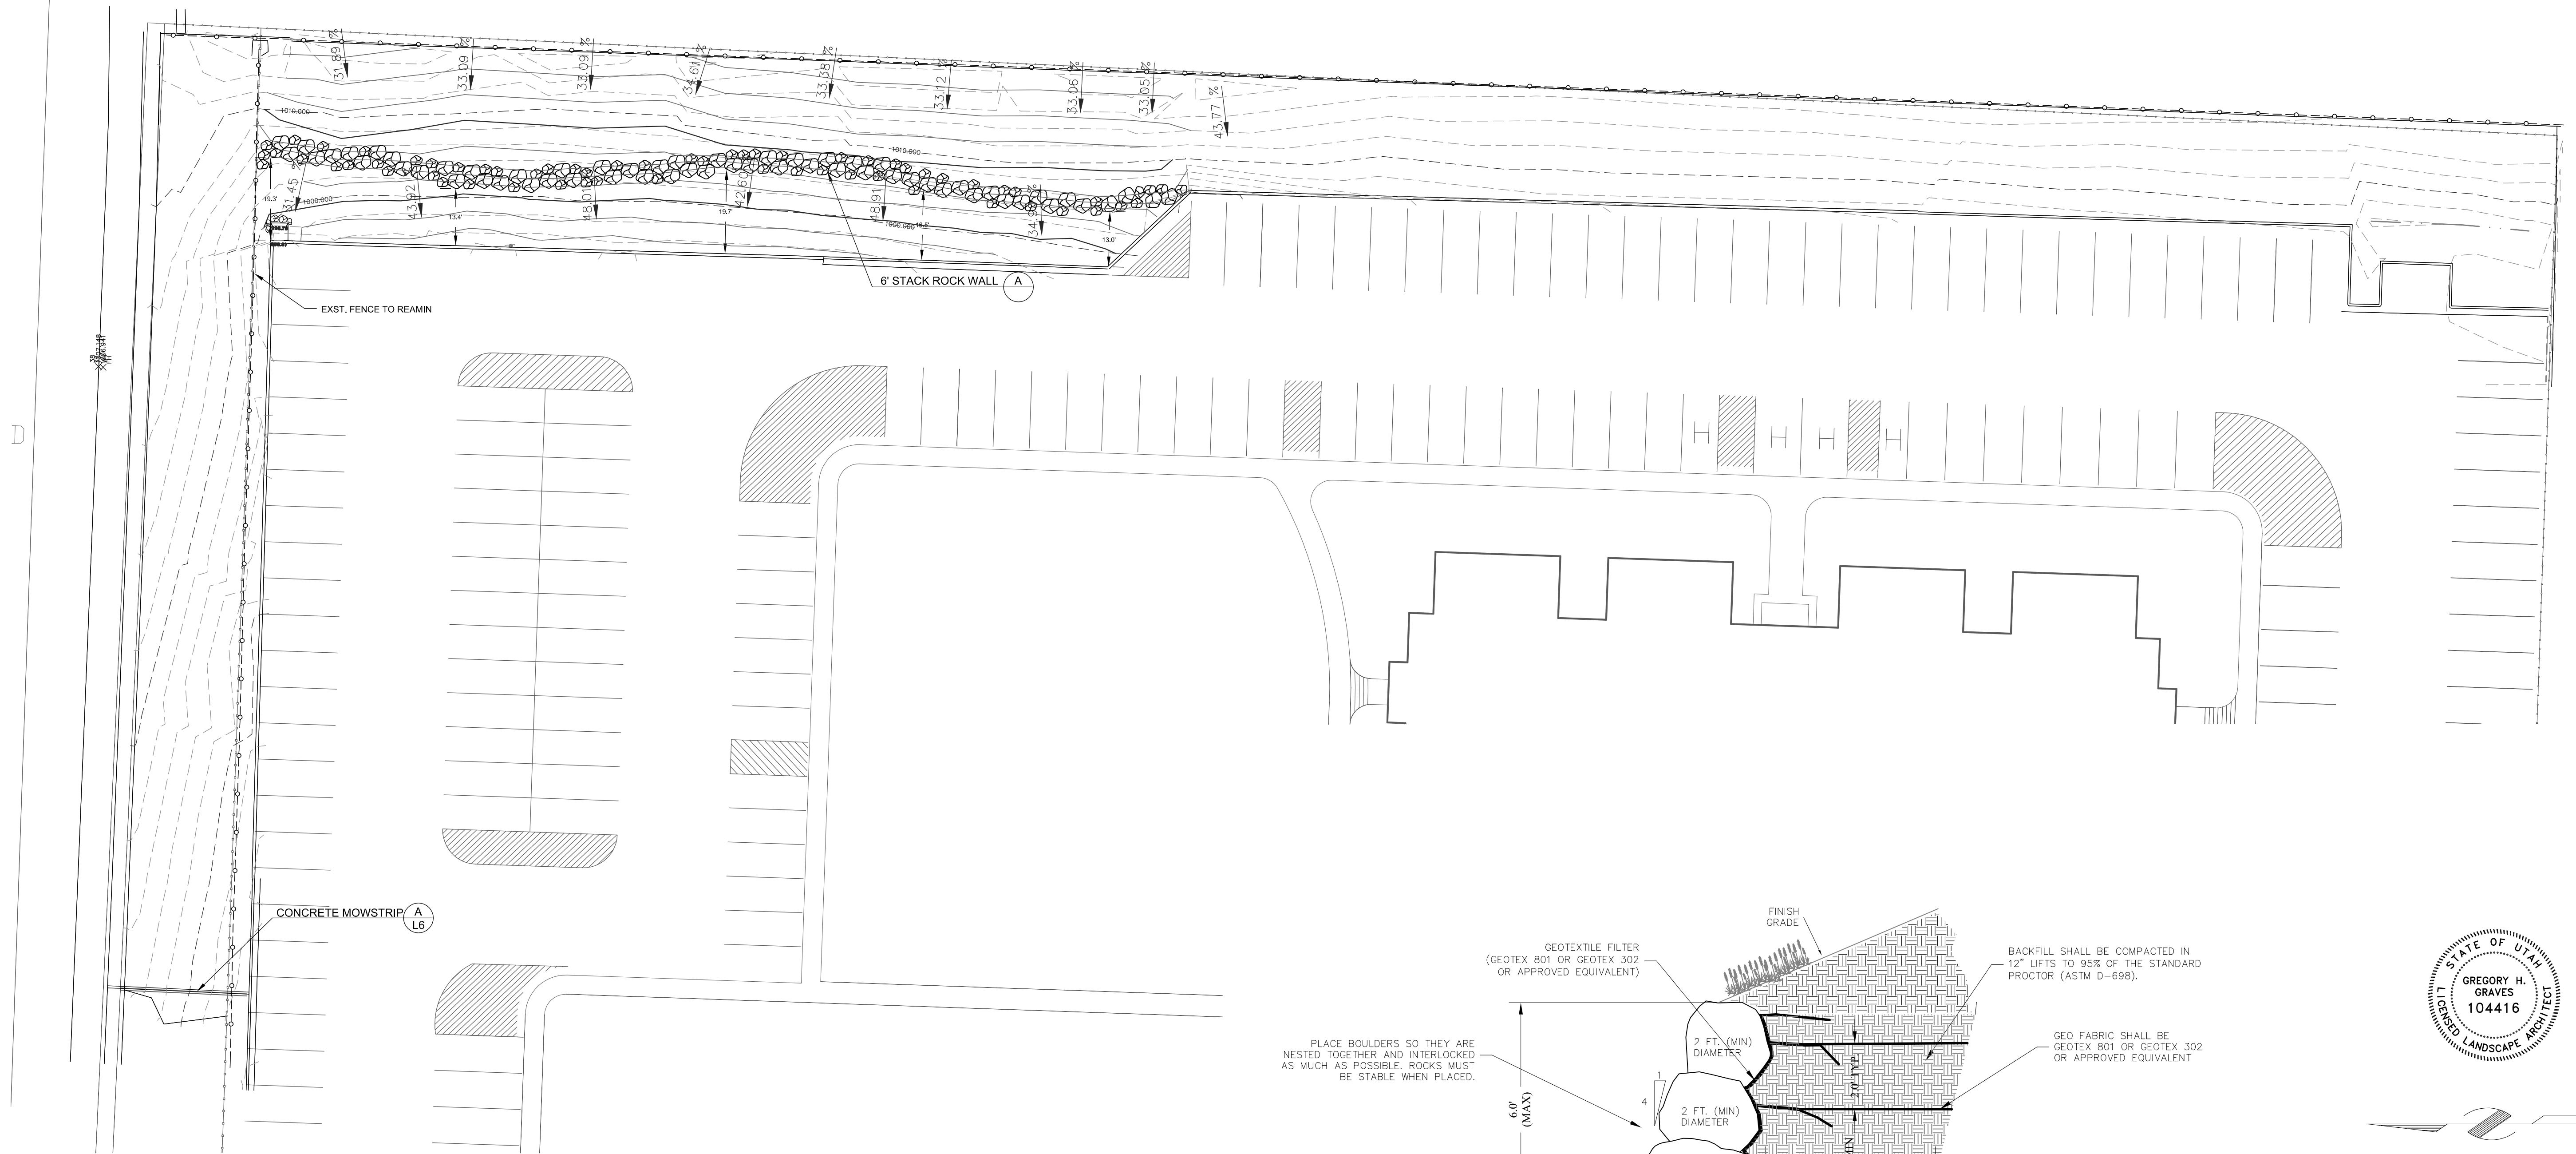 31.89 %
33.09 %
33.09 %
34.61 %
33.38 %
33.12 %
33.06 %
33.05 %
43.77 %
1010.000
1010.000
31.45
43.92
48.01
42.60
48.91
19.3'
1000.000
13.4'
19.7'
1000.000
13.0'
6' STACK ROCK WALL
A
EXST. FENCE TO REAMIN
D
H
H
H
H
CONCRETE MOWSTRIP
A
L6
FINISH
GRADE
GEOTEXTILE FILTER
(GEOTEX 801 OR GEOTEX 302
OR APPROVED EQUIVALENT)
BACKFILL SHALL BE COMPACTED IN
12" LIFTS TO 95% OF THE STANDARD
PROCTOR (ASTM D-698).
GEO FABRIC SHALL BE
GEOTEX 801 OR GEOTEX 302
OR APPROVED EQUIVALENT
PLACE BOULDERS SO THEY ARE
NESTED TOGETHER AND INTERLOCKED
AS MUCH AS POSSIBLE. ROCKS MUST
BE STABLE WHEN PLACED.
2 FT. (MIN)
DIAMETER
2 FT. (MIN)
DIAMETER
1
4
6.0'
(MAX)
2.0' TYP.
MIN
STATE OF UTAH
GREGORY H.
GRAVES
104416
LICENSED LANDSCAPE ARCHITECT